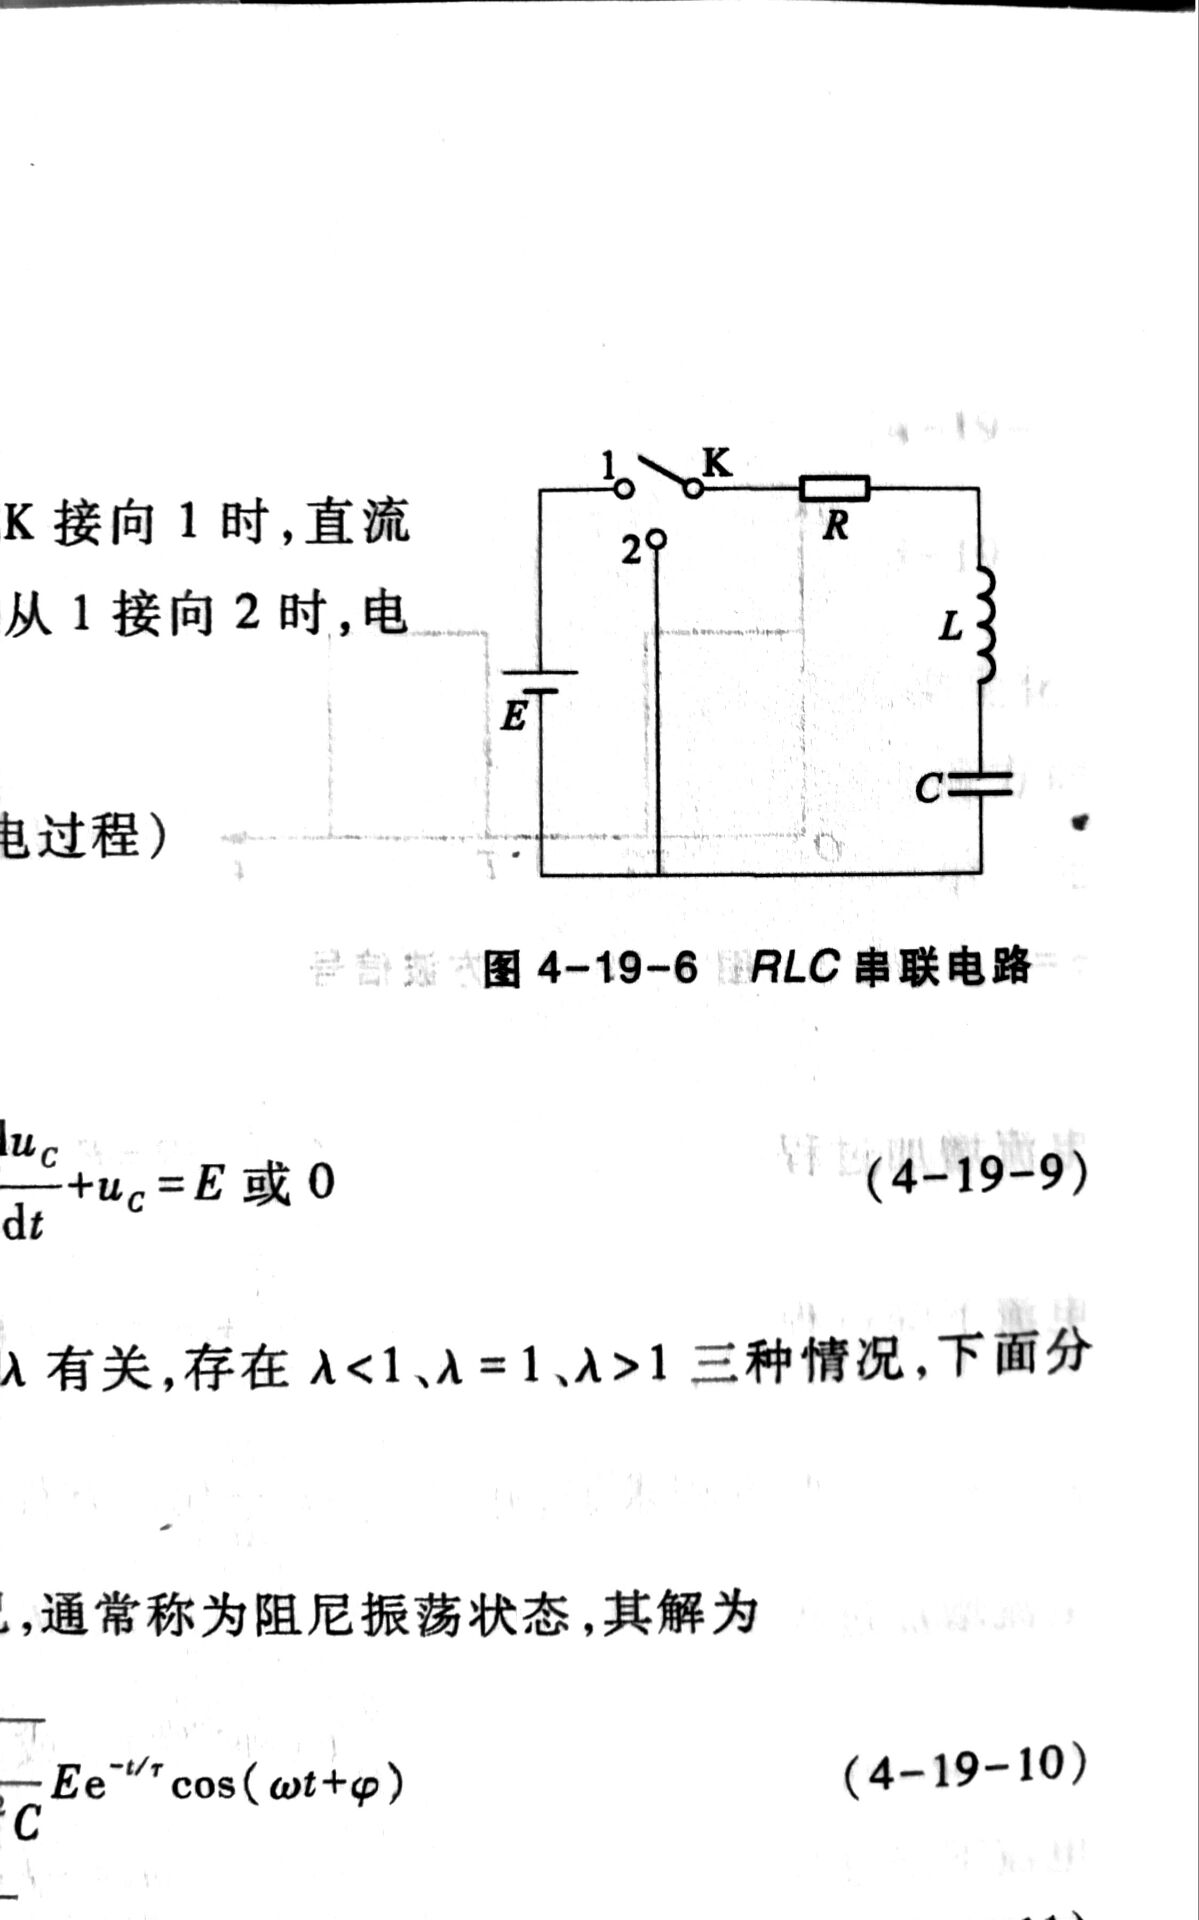 1 K
K 接向 1 时,直流
R
2
从 1 接向 2 时,电
L
E
C
电过程)
图 4-19-6 RLC 串联电路
du_C
+u_C = E 或 0 (4-19-9)
dt
λ 有关,存在 λ<1、λ = 1、λ>1 三种情况,下面分
,通常称为阻尼振荡状态,其解为
Ee^{-t/τ} cos(ωt+φ) (4-19-10)
C